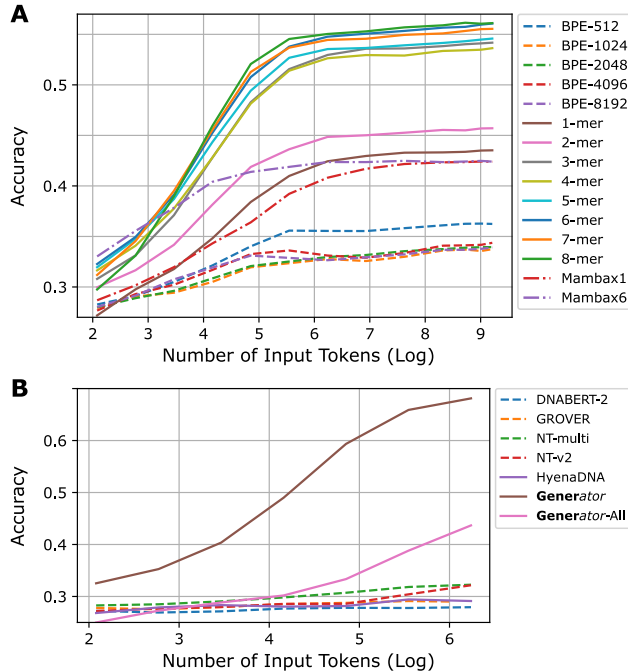 A
0.5
0.4
0.3
Accuracy
2
3
4
5
6
7
8
9
Number of Input Tokens (Log)
BPE-512
BPE-1024
BPE-2048
BPE-4096
BPE-8192
1-mer
2-mer
3-mer
4-mer
5-mer
6-mer
7-mer
8-mer
Mambax1
Mambax6
B
0.6
0.5
0.4
0.3
Accuracy
2
3
4
5
6
Number of Input Tokens (Log)
DNABERT-2
GROVER
NT-multi
NT-v2
HyenaDNA
Generator
Generator-All